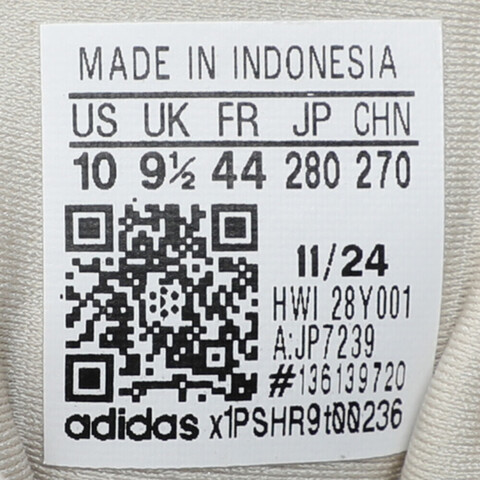 MADE IN INDONESIA
US UK FR JP CHN
10 9½ 44 280 270
11/24
HWI 28Y001
A:JP7239
#136139720
adidas x1PSHR9t00236